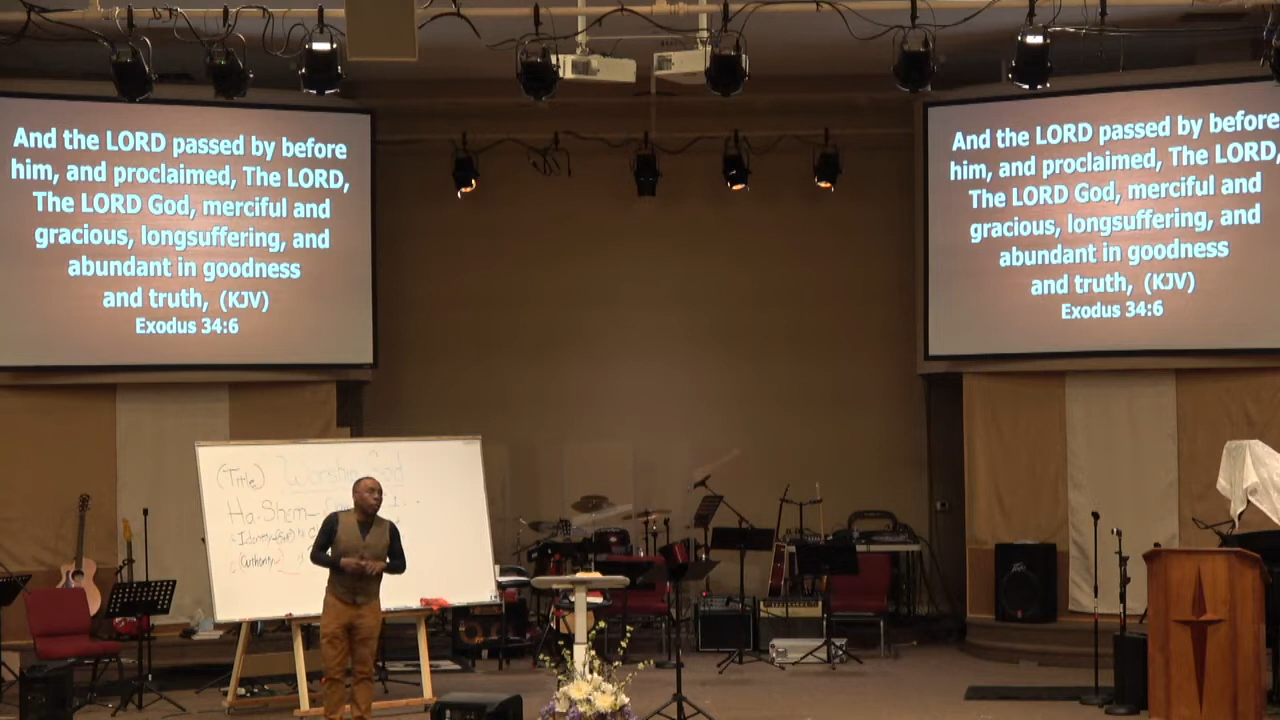 And the LORD passed by before
him, and proclaimed, The LORD,
The LORD God, merciful and
gracious, longsuffering, and
abundant in goodness
and truth, (KJV)
Exodus 34:6
And the LORD passed by before
him, and proclaimed, The LORD,
The LORD God, merciful and
gracious, longsuffering, and
abundant in goodness
and truth, (KJV)
Exodus 34:6
(Title) Worship
Ha-Shem